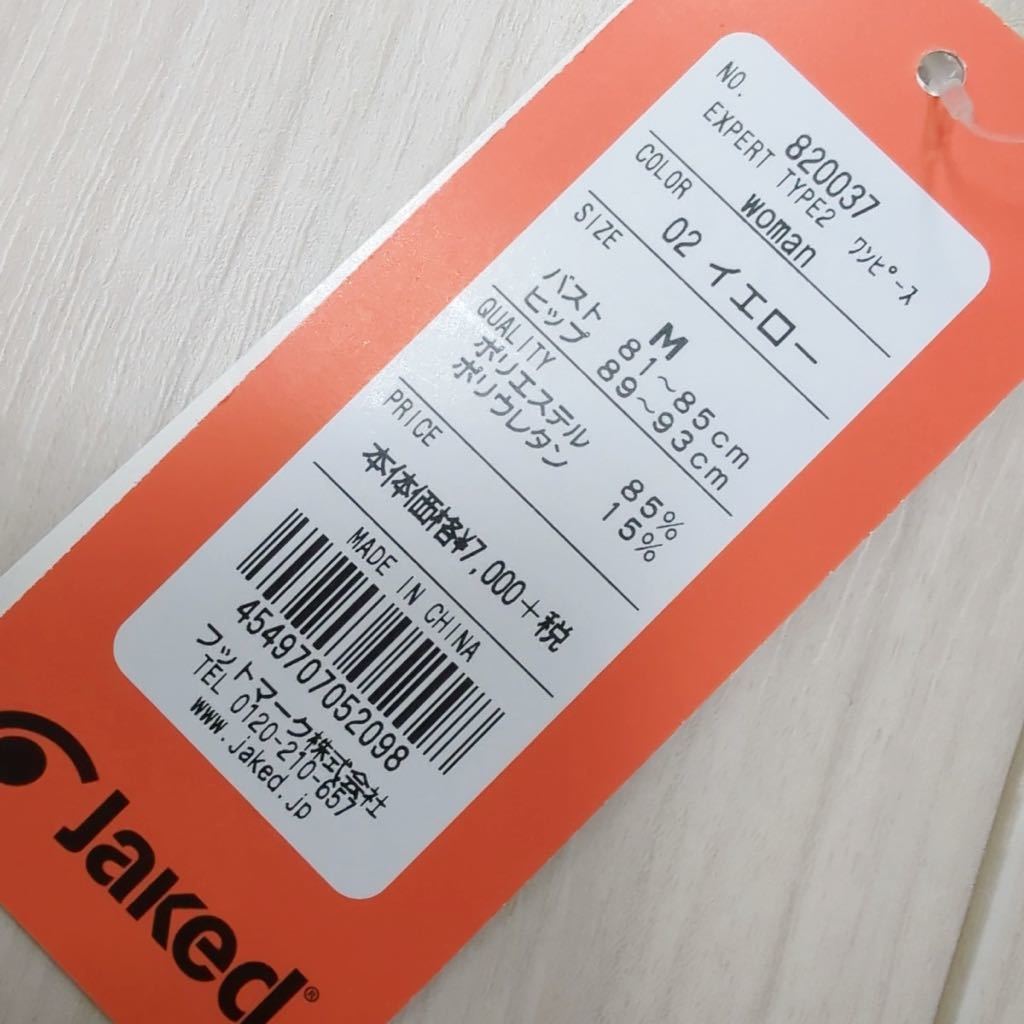 NO. 820037
EXPERT TYPE2 ワンピース
woman
COLOR
02 イエロー
SIZE
M
バスト 81～85cm
ヒップ 89～93cm
QUALITY
ポリエステル 85%
ポリウレタン 15%
PRICE
本体価格¥7,000+税
MADE IN CHINA
4549707052098
フットマーク株式会社
TEL 0120-210-657
www.jaked.jp
Jaked®